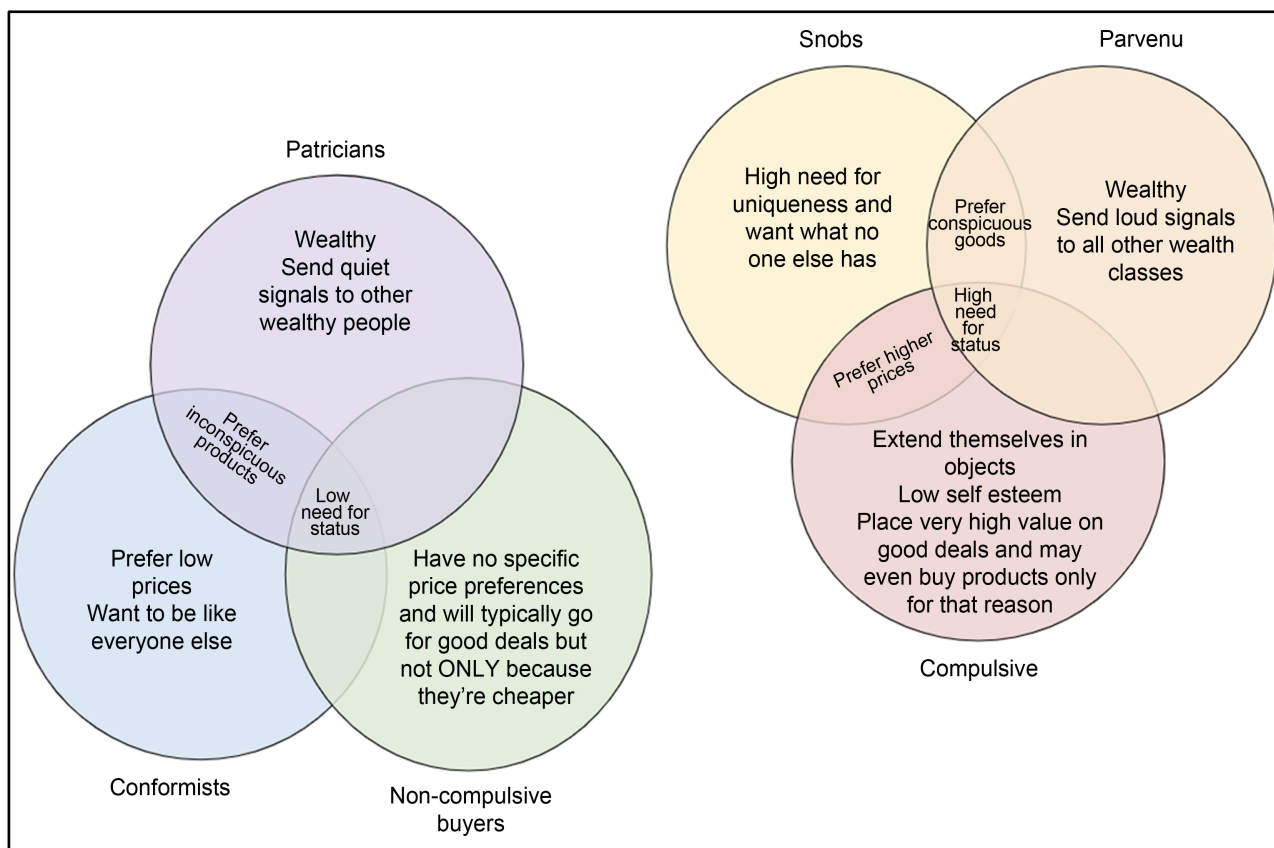 Patricians
Wealthy
Send quiet
signals to other
wealthy people
Prefer
inconspicuous
products
Low
need for
status
Prefer low
prices
Want to be like
everyone else
Have no specific
price preferences
and will typically go
for good deals but
not ONLY because
they're cheaper
Conformists
Non-compulsive
buyers
Snobs
Parvenu
High need for
uniqueness and
want what no
one else has
Prefer
conspicuous
goods
Wealthy
Send loud signals
to all other wealth
classes
High
need
for
status
Prefer higher
prices
Extend themselves in
objects
Low self esteem
Place very high value on
good deals and may
even buy products only
for that reason
Compulsive